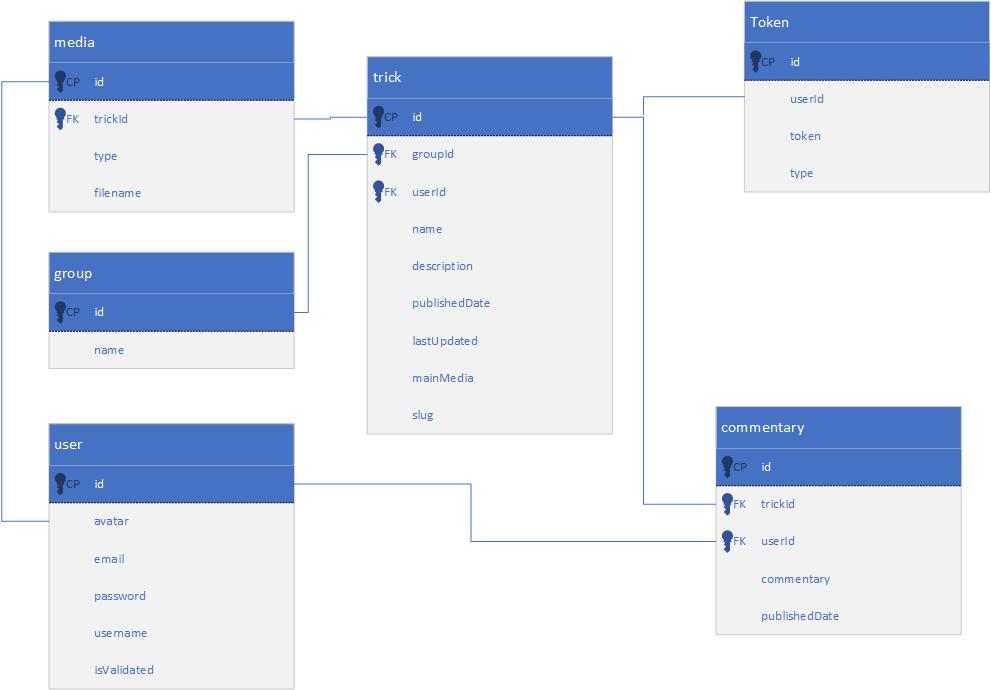 media
CP id
FK trickId
type
filename
group
CP id
name
user
CP id
avatar
email
password
username
isValidated
trick
CP id
FK groupId
FK userId
name
description
publishedDate
lastUpdated
mainMedia
slug
Token
CP id
userId
token
type
commentary
CP id
FK trickId
FK userId
commentary
publishedDate